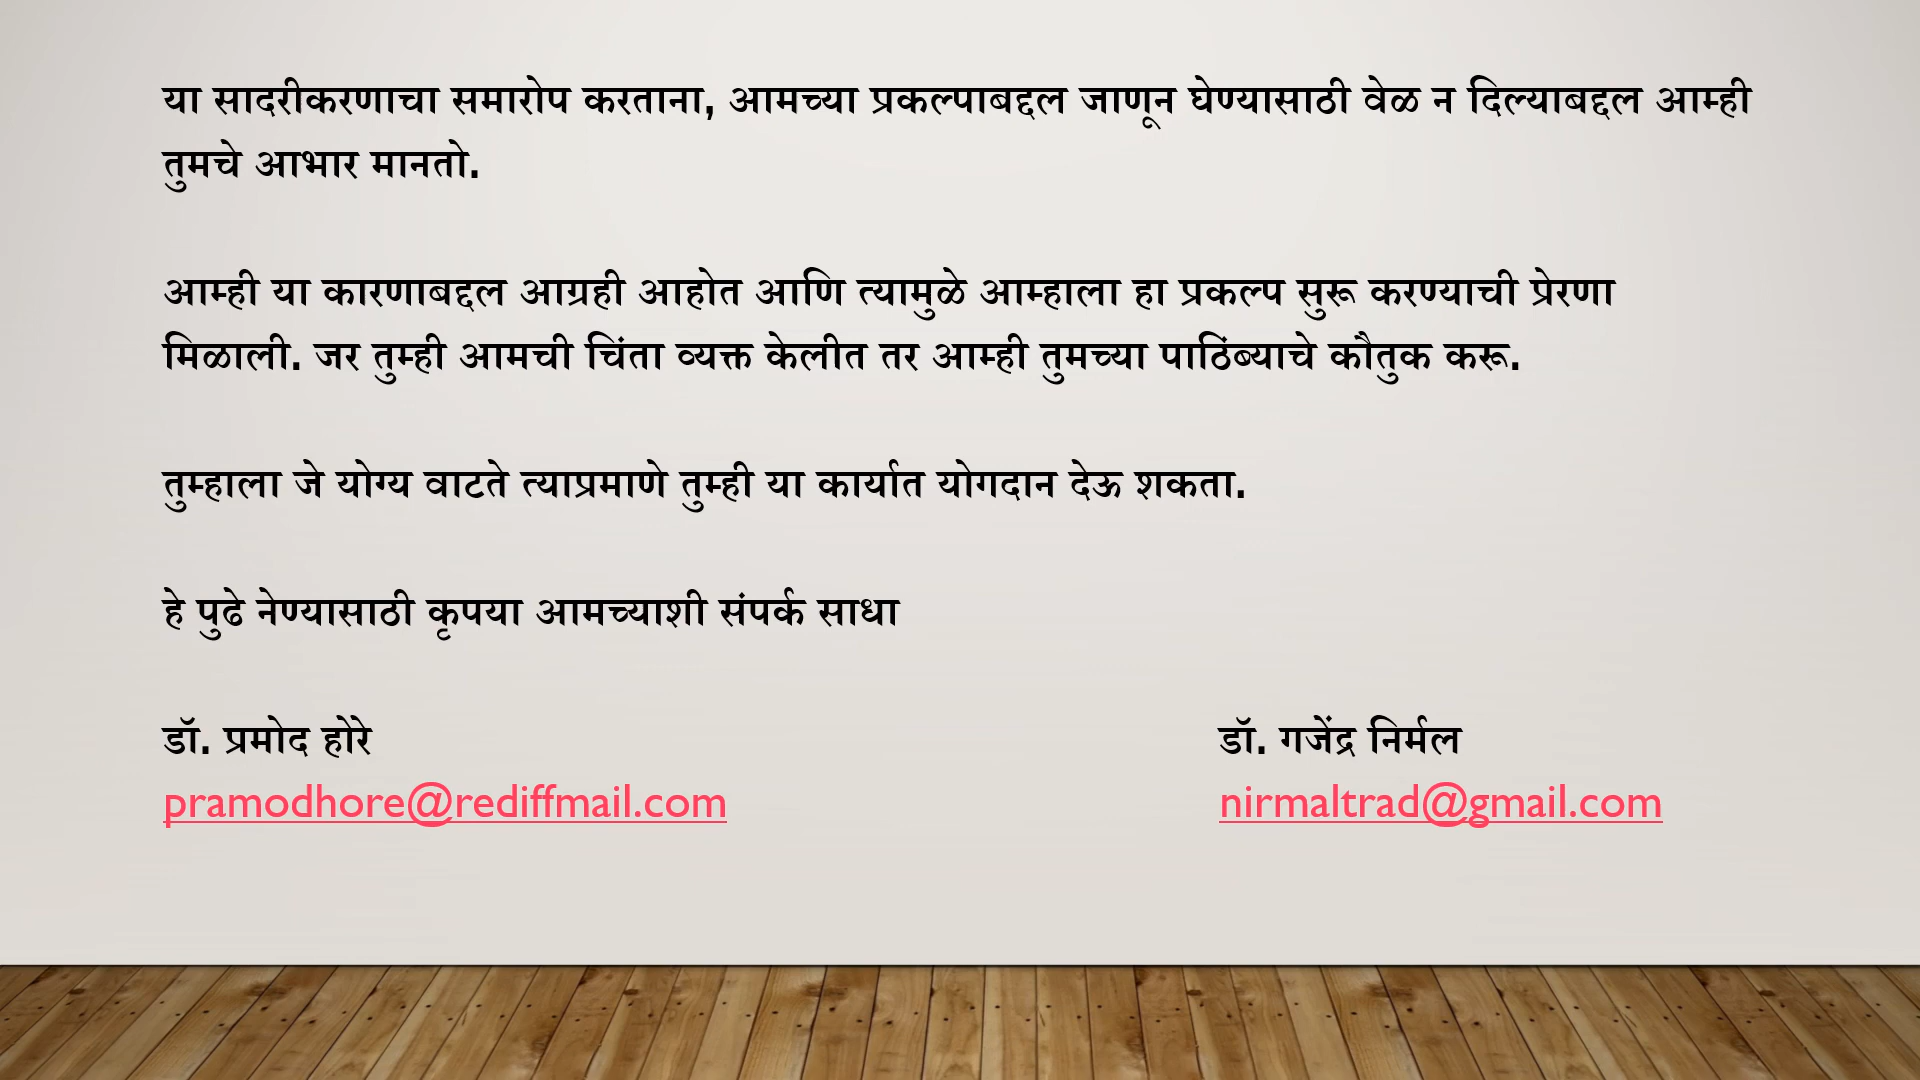 या सादरीकरणाचा समारोप करताना, आमच्या प्रकल्पाबद्दल जाणून घेण्यासाठी वेळ न दिल्याबद्दल आम्ही
तुमचे आभार मानतो.
आम्ही या कारणाबद्दल आग्रही आहोत आणि त्यामुळे आम्हाला हा प्रकल्प सुरू करण्याची प्रेरणा
मिळाली. जर तुम्ही आमची चिंता व्यक्त केलीत तर आम्ही तुमच्या पाठिंब्याचे कौतुक करू.
तुम्हाला जे योग्य वाटते त्याप्रमाणे तुम्ही या कार्यात योगदान देऊ शकता.
हे पुढे नेण्यासाठी कृपया आमच्याशी संपर्क साधा
डॉ. प्रमोद होरे
pramodhore@rediffmail.com
डॉ. गजेंद्र निर्मल
nirmaltrad@gmail.com